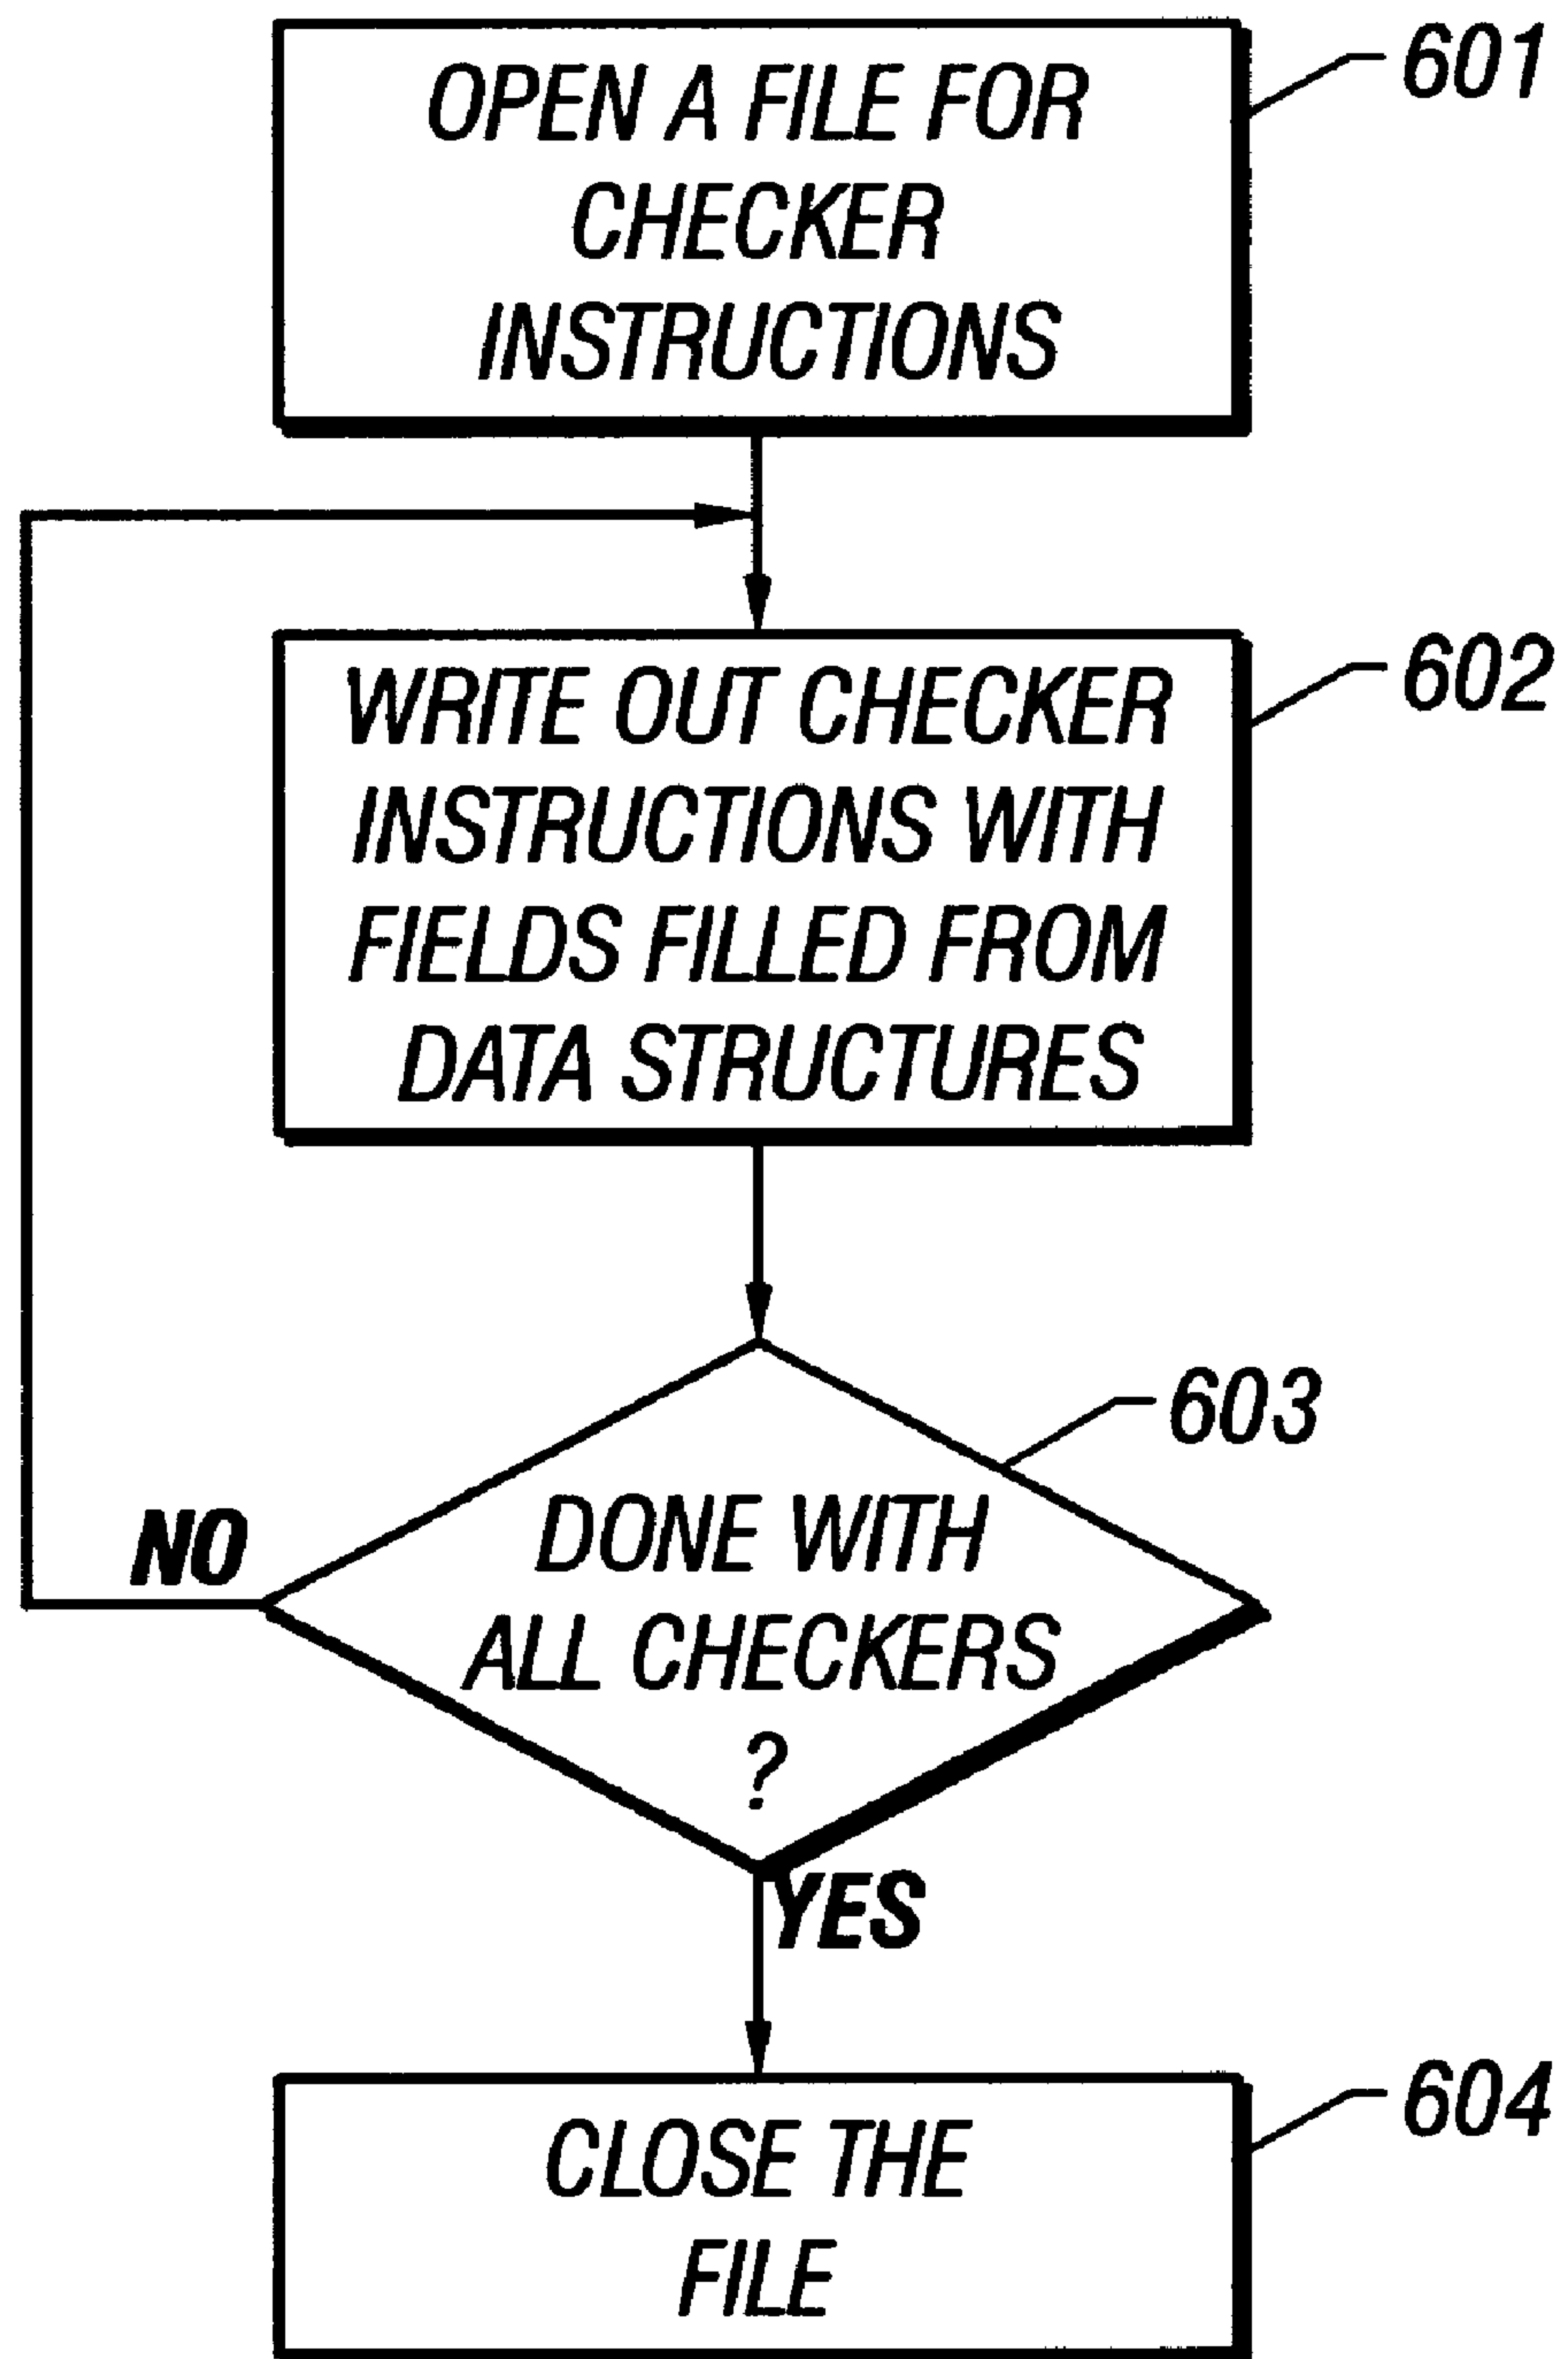 OPEN A FILE FOR
CHECKER
INSTRUCTIONS
601
WRITE OUT CHECKER
INSTRUCTIONS WITH
FIELDS FILLED FROM
DATA STRUCTURES
602
603
DONE WITH
ALL CHECKERS
?
NO
YES
CLOSE THE
FILE
604